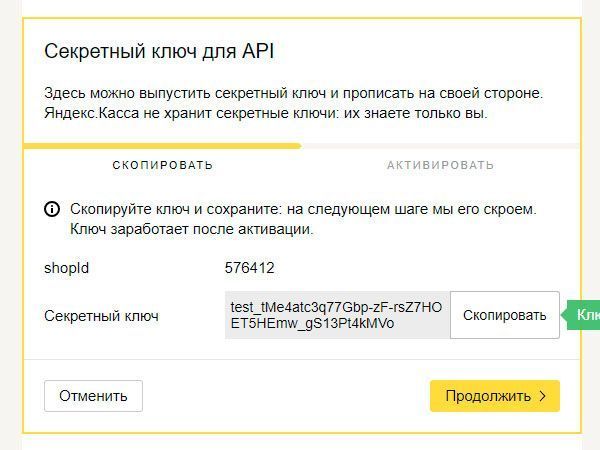 Секретный ключ для API
Здесь можно выпустить секретный ключ и прописать на своей стороне.
Яндекс.Касса не хранит секретные ключи: их знаете только вы.
СКОПИРОВАТЬ
АКТИВИРОВАТЬ
Скопируйте ключ и сохраните: на следующем шаге мы его скроем.
Ключ заработает после активации.
shopId 576412
Секретный ключ
test_tMe4atc3q77Gbp-zF-rsZ7HO
ET5HEmw_gS13Pt4kMVo
Скопировать
Клю
Отменить
Продолжить